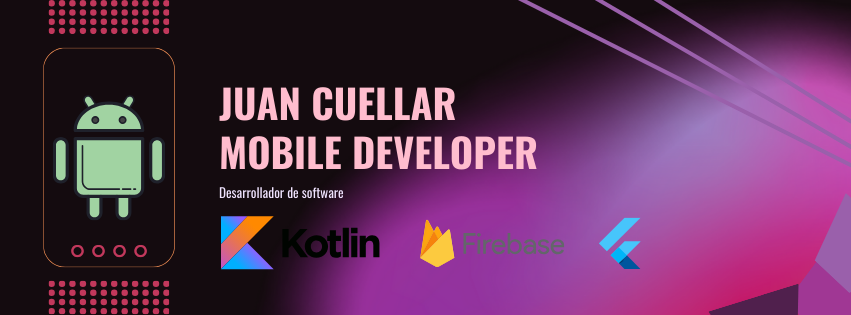 JUAN CUELLAR
MOBILE DEVELOPER
Desarrollador de software
Kotlin Firebase